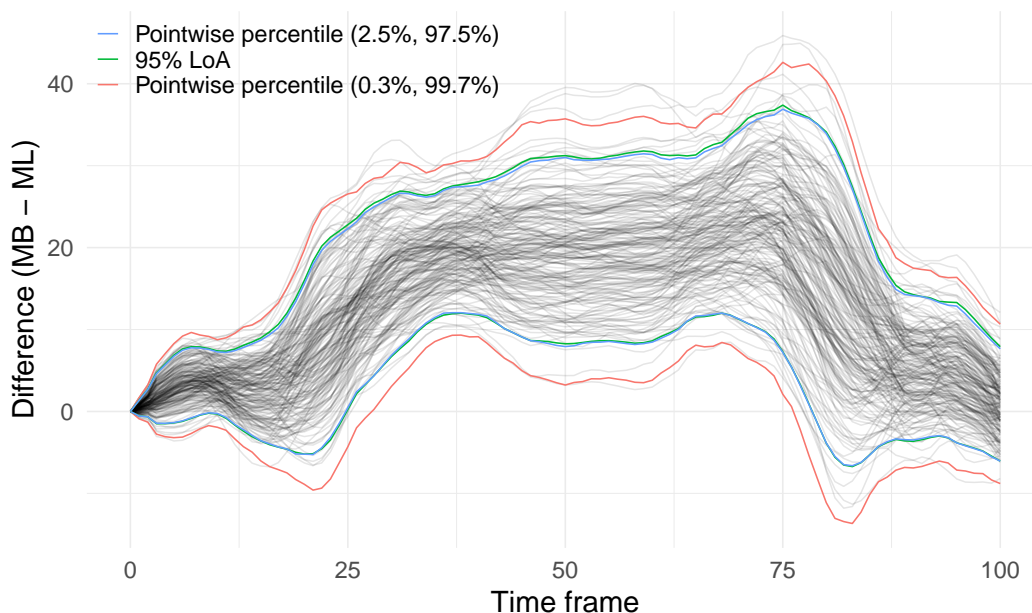 Pointwise percentile (2.5%, 97.5%)
95% LoA
Pointwise percentile (0.3%, 99.7%)
Difference (MB − ML)
40
20
0
0
25
50
75
100
Time frame